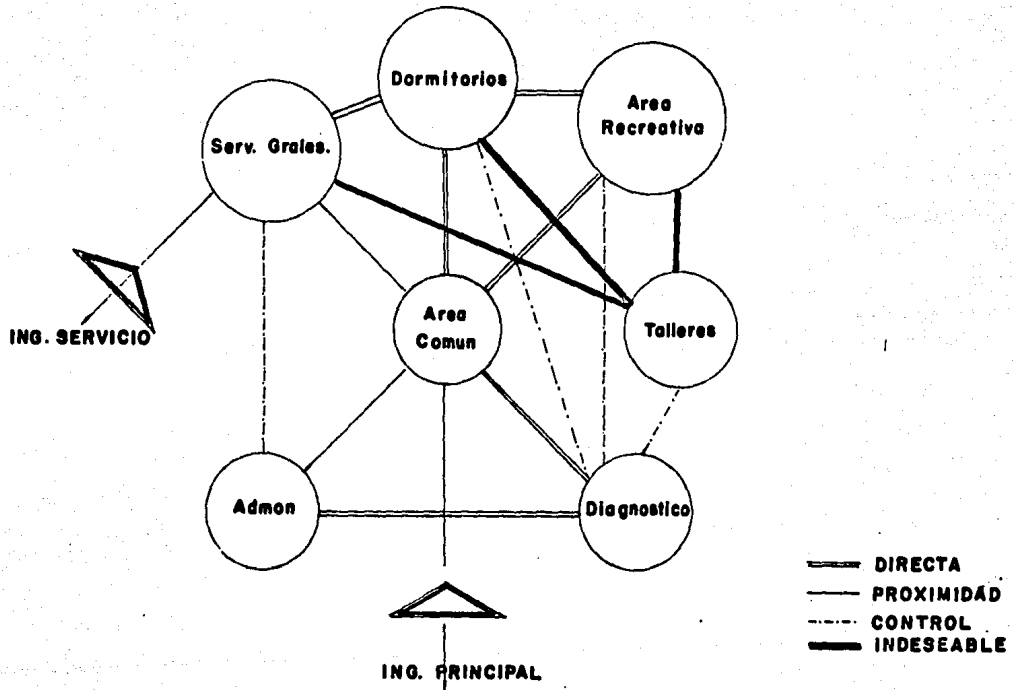 Dormitorios
Area
Recreativa
Serv. Grales.
Area
Comun
Talleres
ING. SERVICIO
Admon
Diagnostico
ING. PRINCIPAL
DIRECTA
PROXIMIDAD
CONTROL
INDESEABLE